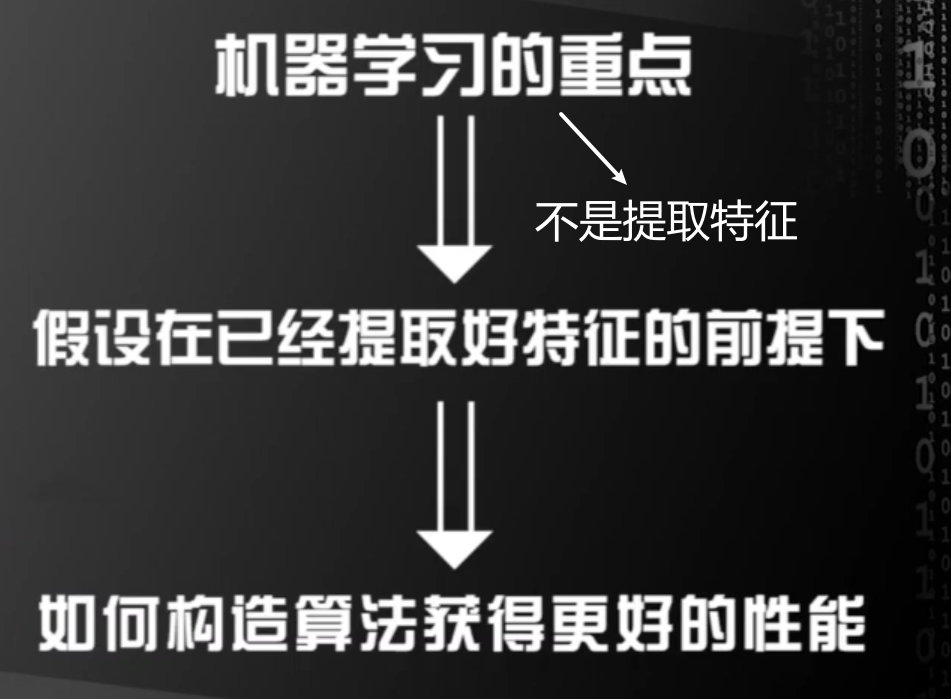 机器学习的重点
不是提取特征
假设在已经提取好特征的前提下
如何构造算法获得更好的性能